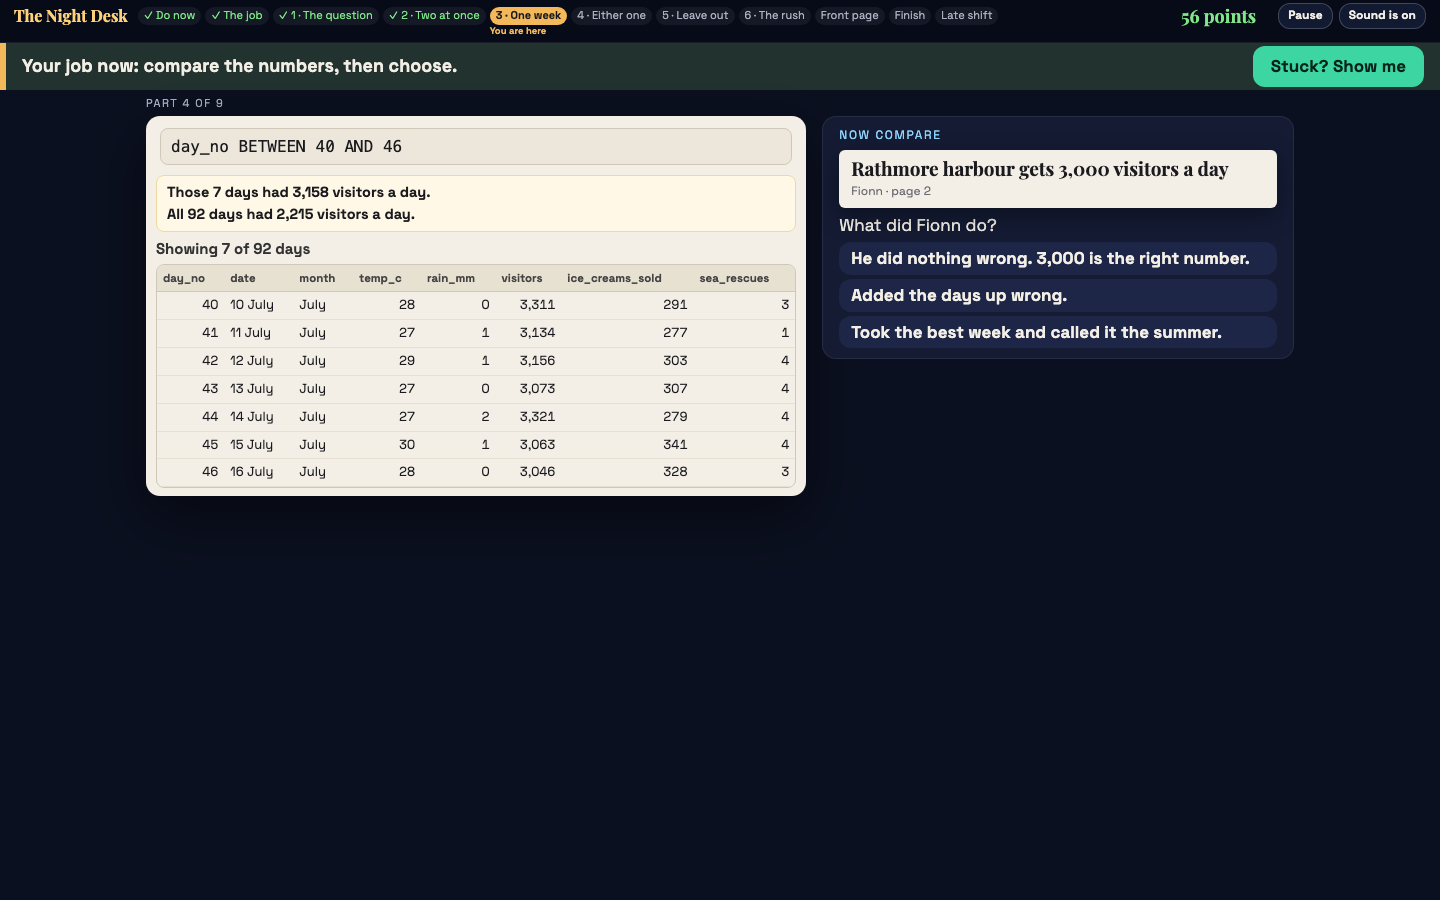 The Night Desk
✓ Do now
✓ The job
✓ 1 · The question
✓ 2 · Two at once
3 · One week
4 · Either one
5 · Leave out
6 · The rush
Front page
Finish
Late shift
You are here
56 points
Pause
Sound is on
Your job now: compare the numbers, then choose.
Stuck? Show me
PART 4 OF 9
day_no BETWEEN 40 AND 46
Those 7 days had 3,158 visitors a day.
All 92 days had 2,215 visitors a day.
Showing 7 of 92 days
day_no date month temp_c rain_mm visitors ice_creams_sold sea_rescues
40 10 July July 28 0 3,311 291 3
41 11 July July 27 1 3,134 277 1
42 12 July July 29 1 3,156 303 4
43 13 July July 27 0 3,073 307 4
44 14 July July 27 2 3,321 279 4
45 15 July July 30 1 3,063 341 4
46 16 July July 28 0 3,046 328 3
NOW COMPARE
Rathmore harbour gets 3,000 visitors a day
Fionn · page 2
What did Fionn do?
He did nothing wrong. 3,000 is the right number.
Added the days up wrong.
Took the best week and called it the summer.